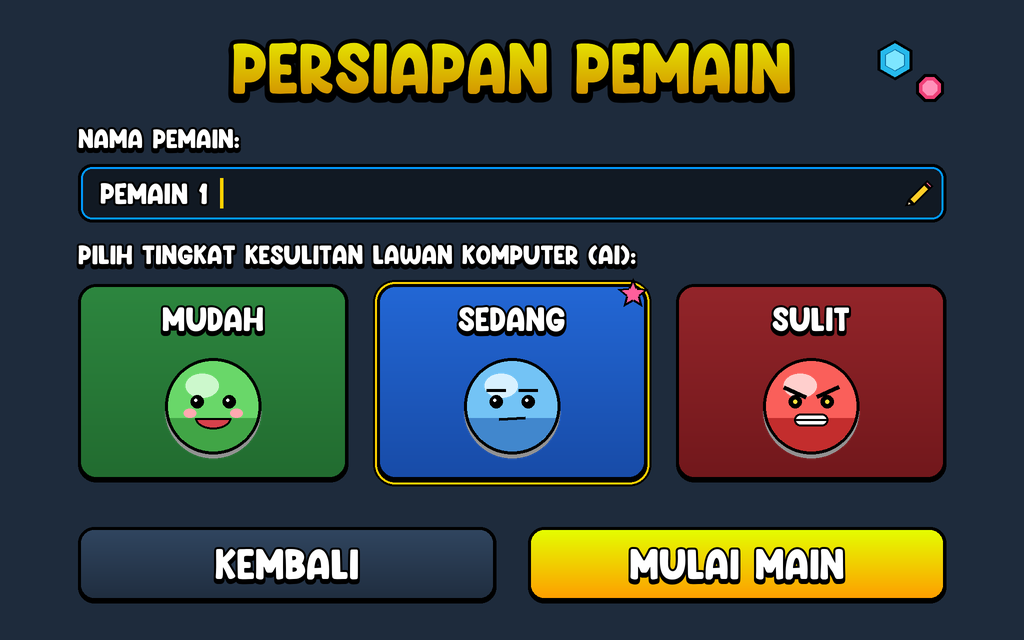 PERSIAPAN PEMAIN
NAMA PEMAIN:
PEMAIN 1
PILIH TINGKAT KESULITAN LAWAN KOMPUTER (AI):
MUDAH
SEDANG
SULIT
KEMBALI
MULAI MAIN